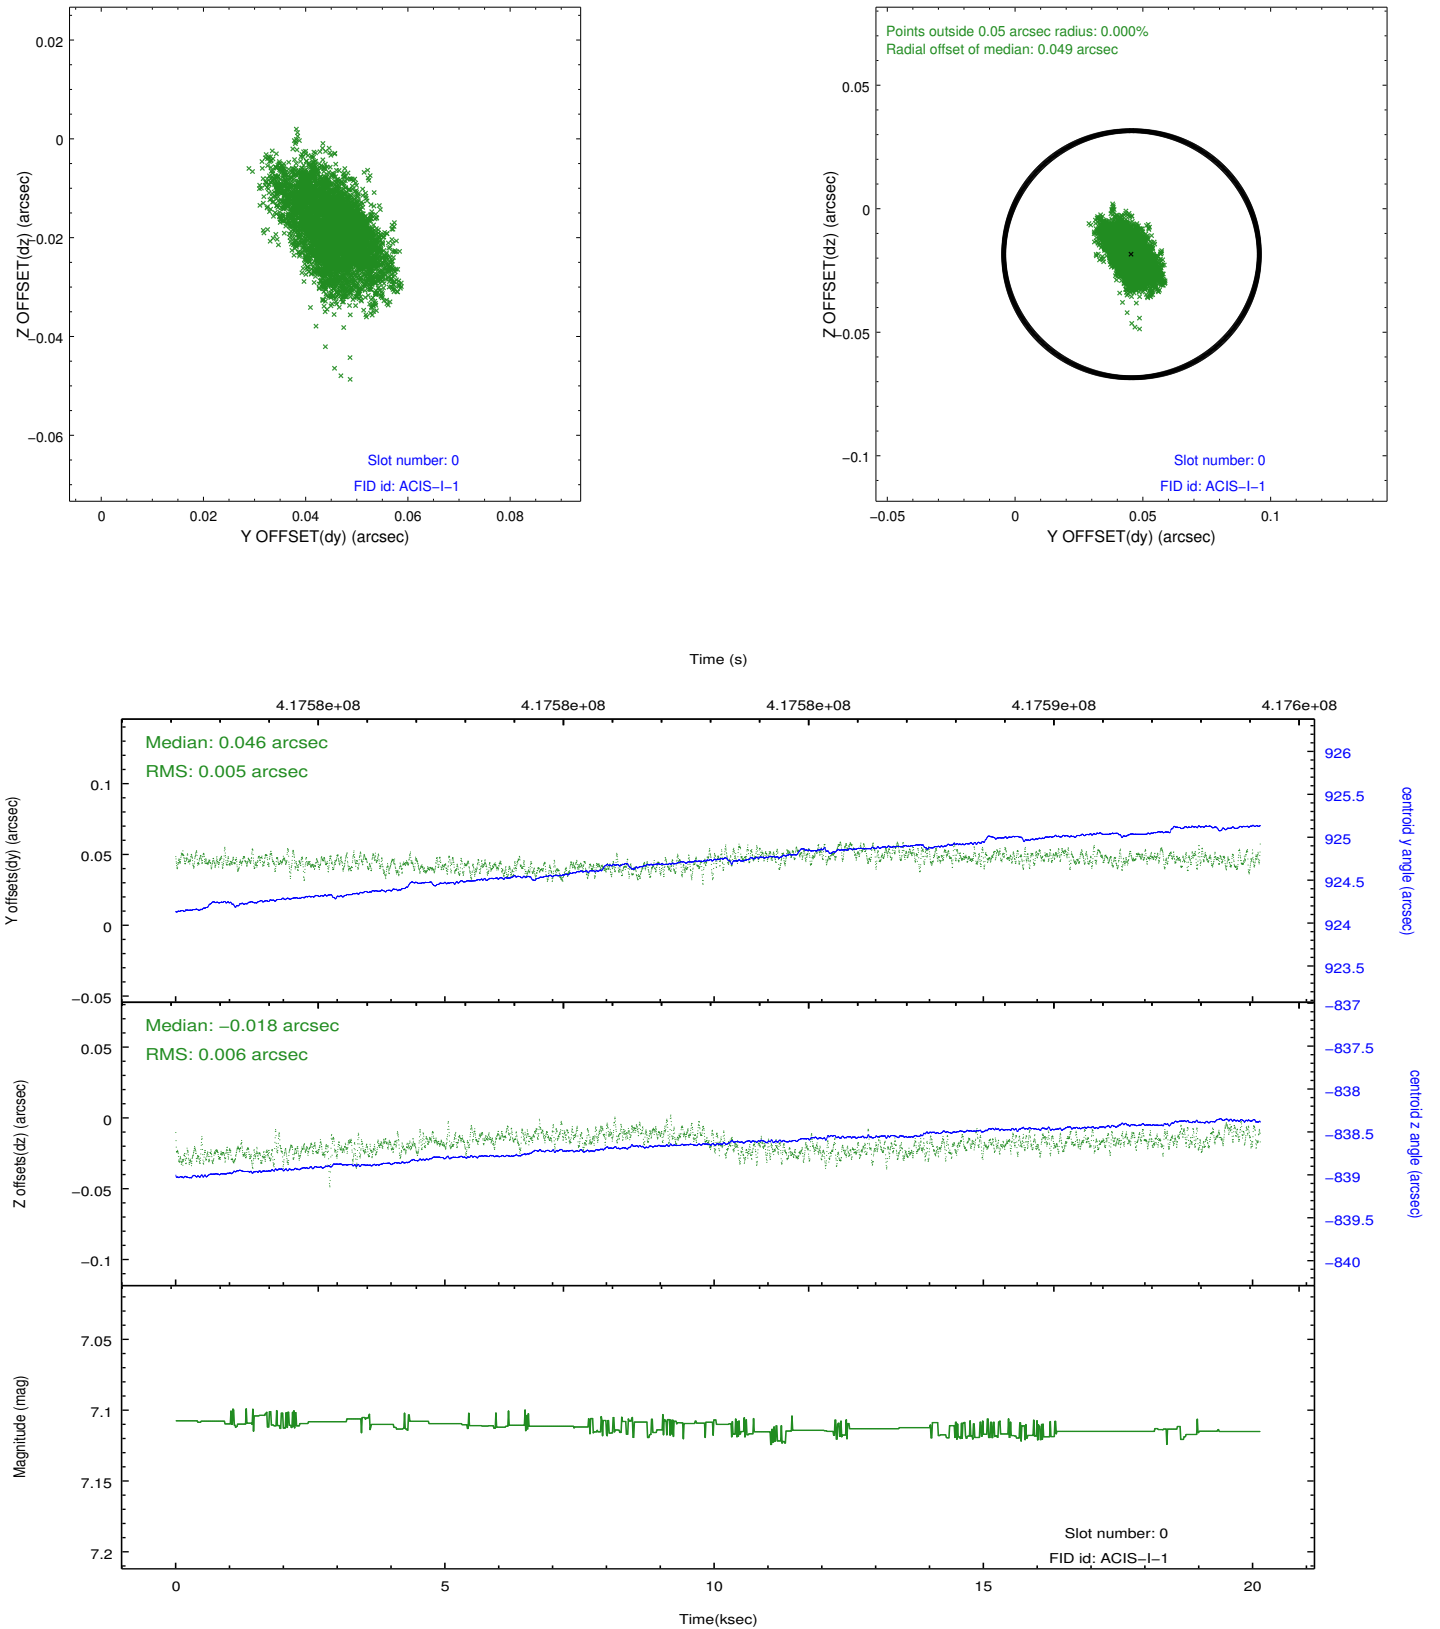 0.02
0
−0.02
−0.04
−0.06
Z OFFSET(dz) (arcsec)
Slot number: 0
FID id: ACIS−I−1
0 0.02 0.04 0.06 0.08
Y OFFSET(dy) (arcsec)
Points outside 0.05 arcsec radius: 0.000%
Radial offset of median: 0.049 arcsec
0.05
0
−0.05
−0.1
Z OFFSET(dz) (arcsec)
Slot number: 0
FID id: ACIS−I−1
−0.05 0 0.05 0.1
Y OFFSET(dy) (arcsec)
Time (s)
4.1758e+08 4.1758e+08 4.1758e+08 4.1759e+08 4.176e+08
Median: 0.046 arcsec
RMS: 0.005 arcsec
0.1
0.05
0
−0.05
Y offsets(dy) (arcsec)
926
925.5
925
924.5
924
923.5
centroid y angle (arcsec)
Median: −0.018 arcsec
RMS: 0.006 arcsec
0.05
0
−0.05
−0.1
Z offsets(dz) (arcsec)
−837
−837.5
−838
−838.5
−839
−839.5
−840
centroid z angle (arcsec)
7.05
7.1
7.15
7.2
Magnitude (mag)
Slot number: 0
FID id: ACIS−I−1
0 5 10 15 20
Time(ksec)